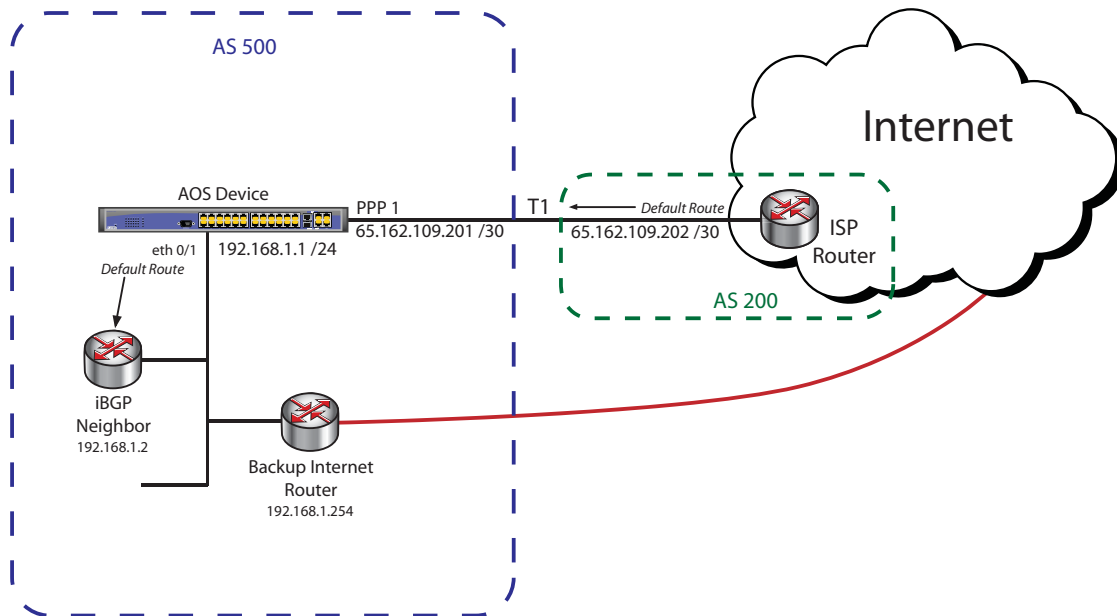 AS 500
Internet
AOS Device
PPP 1
T1
Default Route
65.162.109.201 /30
65.162.109.202 /30
ISP
Router
eth 0/1
192.168.1.1 /24
Default Route
AS 200
iBGP
Neighbor
192.168.1.2
Backup Internet
Router
192.168.1.254